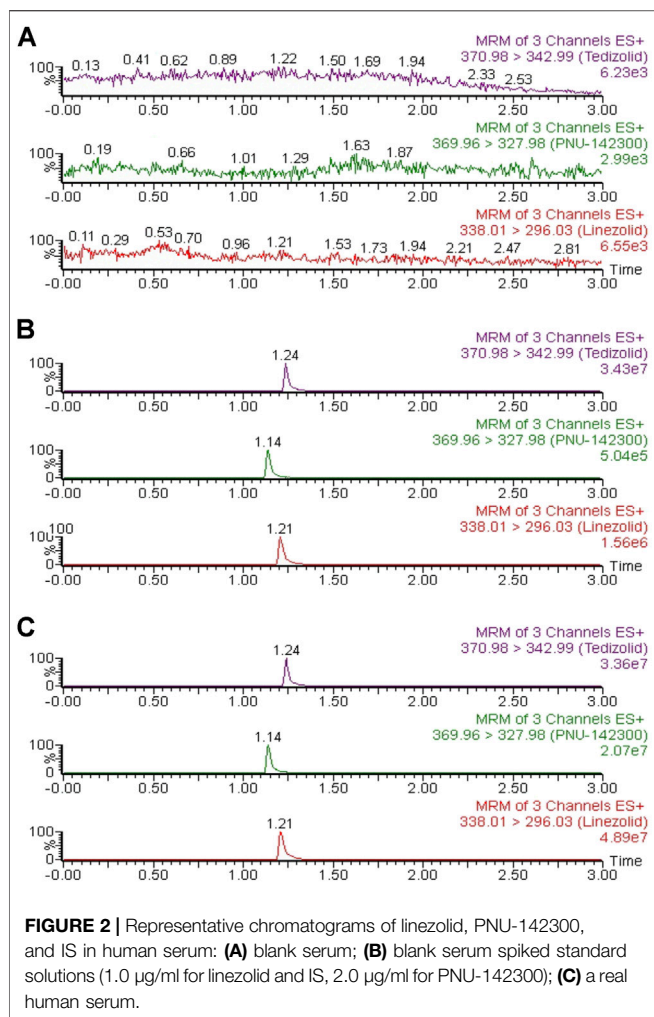 A
MRM of 3 Channels ES+
370.98 > 342.99 (Tedizolid)
6.23e3
0.13 0.41 0.62 0.89 1.22 1.50 1.69 1.94 2.33 2.53
100
%
-0.00 0.50 1.00 1.50 2.00 2.50 3.00
MRM of 3 Channels ES+
369.96 > 327.98 (PNU-142300)
2.99e3
0.19 0.66 1.01 1.29 1.63 1.87
100
%
-0.00 0.50 1.00 1.50 2.00 2.50 3.00
MRM of 3 Channels ES+
338.01 > 296.03 (Linezolid)
6.55e3
0.11 0.29 0.53 0.70 0.96 1.21 1.53 1.73 1.94 2.21 2.47 2.81
100
%
Time
-0.00 0.50 1.00 1.50 2.00 2.50 3.00
B
MRM of 3 Channels ES+
370.98 > 342.99 (Tedizolid)
3.43e7
1.24
100
%
0
-0.00 0.50 1.00 1.50 2.00 2.50 3.00
MRM of 3 Channels ES+
369.96 > 327.98 (PNU-142300)
5.04e5
1.14
100
%
0
-0.00 0.50 1.00 1.50 2.00 2.50 3.00
MRM of 3 Channels ES+
338.01 > 296.03 (Linezolid)
1.56e6
1.21
100
%
0
Time
-0.00 0.50 1.00 1.50 2.00 2.50 3.00
C
MRM of 3 Channels ES+
370.98 > 342.99 (Tedizolid)
3.36e7
1.24
100
%
0
-0.00 0.50 1.00 1.50 2.00 2.50 3.00
MRM of 3 Channels ES+
369.96 > 327.98 (PNU-142300)
2.07e7
1.14
100
%
0
-0.00 0.50 1.00 1.50 2.00 2.50 3.00
MRM of 3 Channels ES+
338.01 > 296.03 (Linezolid)
4.89e7
1.21
100
%
0
Time
-0.00 0.50 1.00 1.50 2.00 2.50 3.00
FIGURE 2 | Representative chromatograms of linezolid, PNU-142300,
and IS in human serum: (A) blank serum; (B) blank serum spiked standard
solutions (1.0 µg/ml for linezolid and IS, 2.0 µg/ml for PNU-142300); (C) a real
human serum.